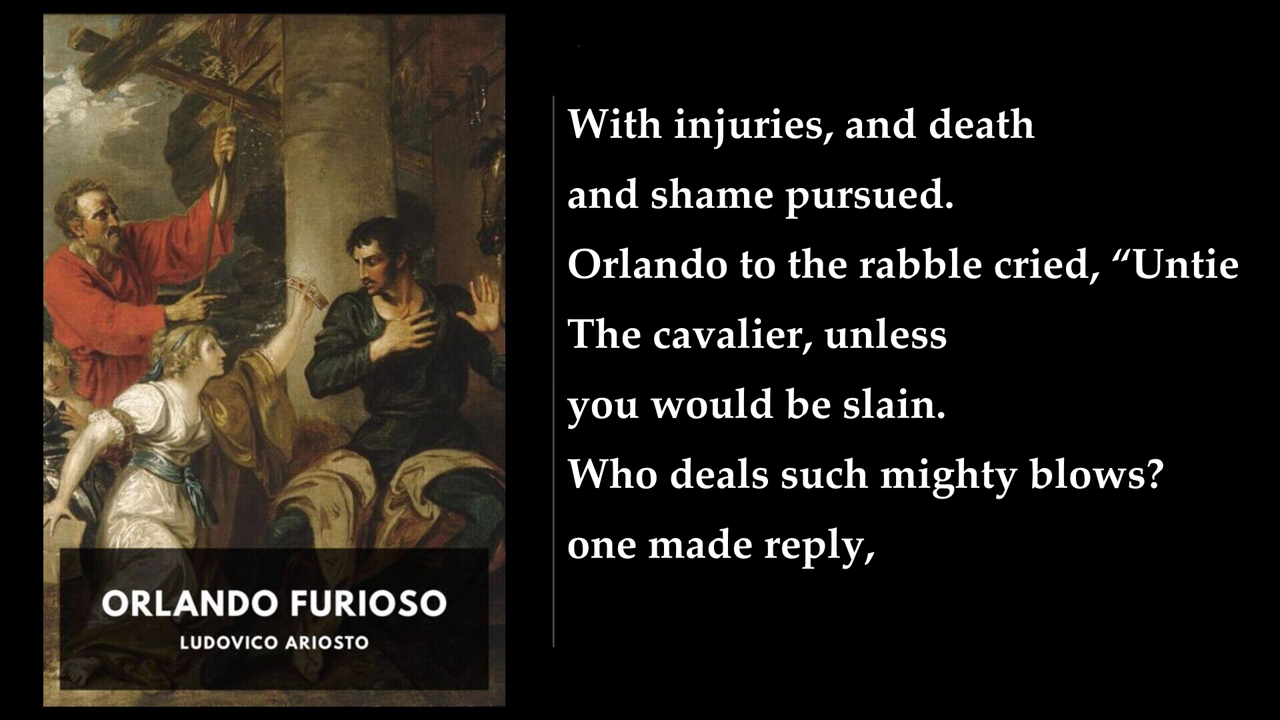 With injuries, and death
and shame pursued.
Orlando to the rabble cried, “Untie
The cavalier, unless
you would be slain.
Who deals such mighty blows?
one made reply,
ORLANDO FURIOSO
LUDOVICO ARIOSTO